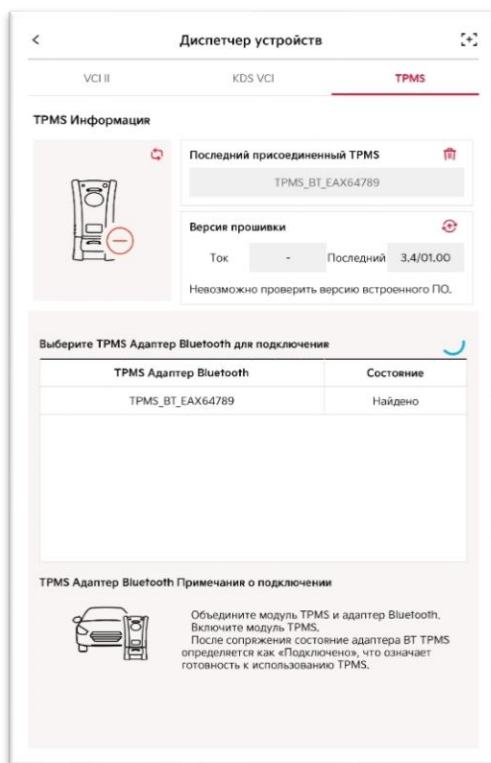 Диспетчер устройств
VCI II
KDS VCI
TPMS
TPMS Информация
Последний присоединенный TPMS
TPMS_BT_EAX64789
Версия прошивки
Ток
-
Последний
3.4/01.00
Невозможно проверить версию встроенного ПО.
Выберите TPMS Адаптер Bluetooth для подключения
TPMS Адаптер Bluetooth
Состояние
TPMS_BT_EAX64789
Найдено
TPMS Адаптер Bluetooth Примечания о подключении
Объедините модуль TPMS и адаптер Bluetooth.
Включите модуль TPMS.
После сопряжения состояние адаптера BT TPMS
определяется как «Подключено», что означает
готовность к использованию TPMS.